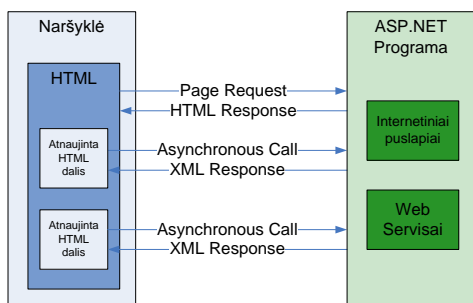 Naršyklė
HTML
Atnaujinta
HTML
dalis
Atnaujinta
HTML
dalis
Page Request
HTML Response
Asynchronous Call
XML Response
Asynchronous Call
XML Response
ASP.NET
Programa
Internetiniai
puslapiai
Web
Servisai